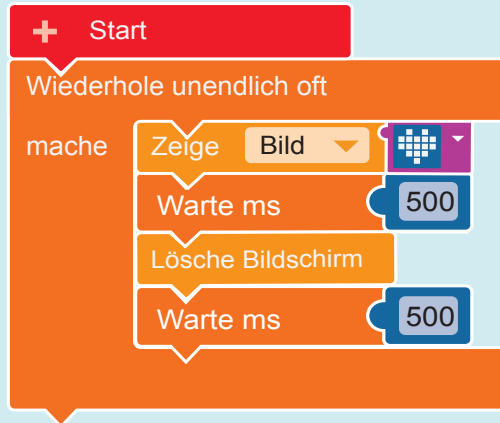 + Start
Wiederhole unendlich oft
mache Zeige Bild
Warte ms 500
Lösche Bildschirm
Warte ms 500